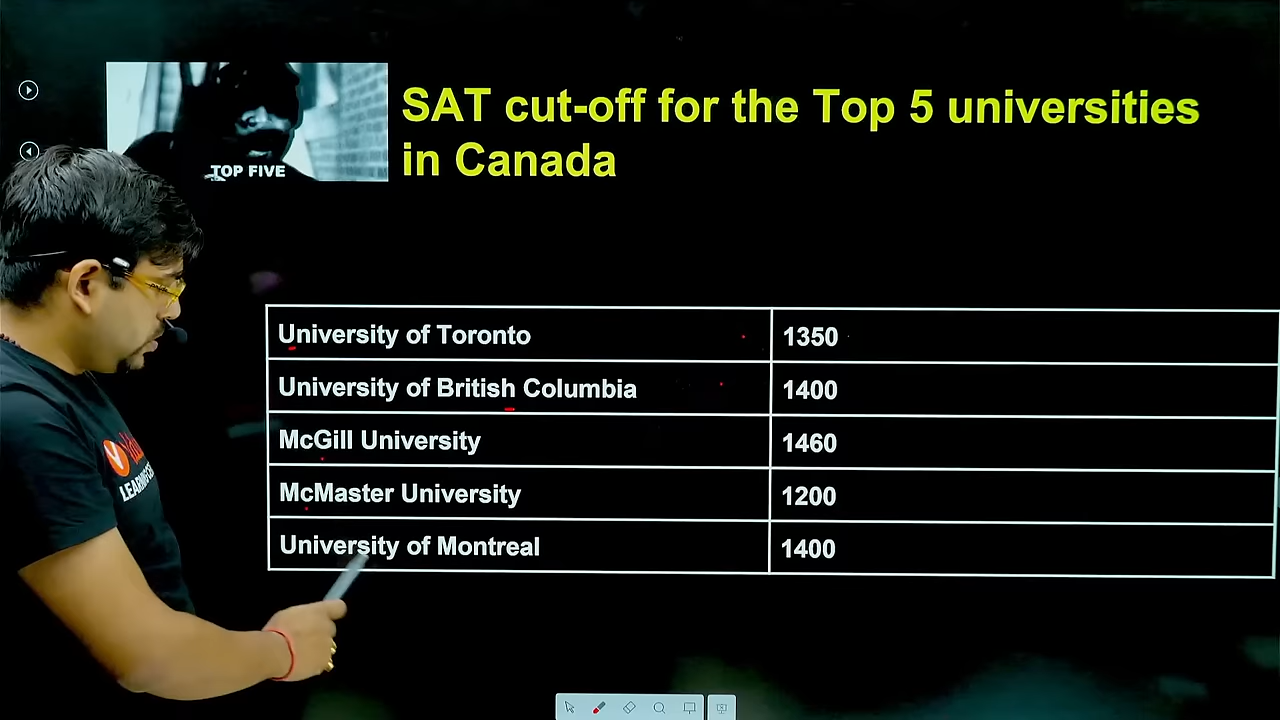 TOP FIVE
SAT cut-off for the Top 5 universities
in Canada
University of Toronto 1350
University of British Columbia 1400
McGill University 1460
McMaster University 1200
University of Montreal 1400